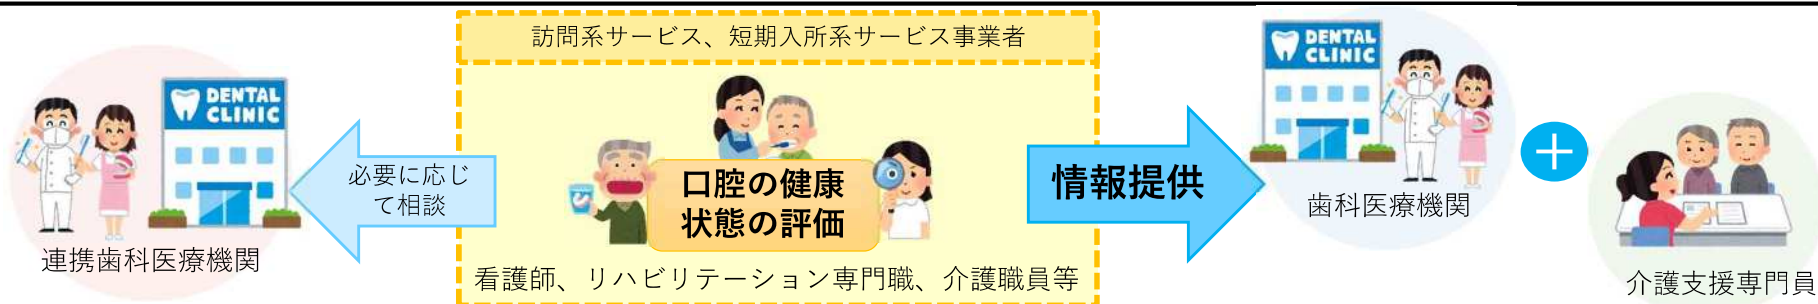 訪問系サービス、短期入所系サービス事業者
DENTAL
CLINIC
必要に応じ
て相談
連携歯科医療機関
口腔の健康
状態の評価
看護師、リハビリテーション専門職、介護職員等
情報提供
DENTAL
CLINIC
歯科医療機関
+
介護支援専門員